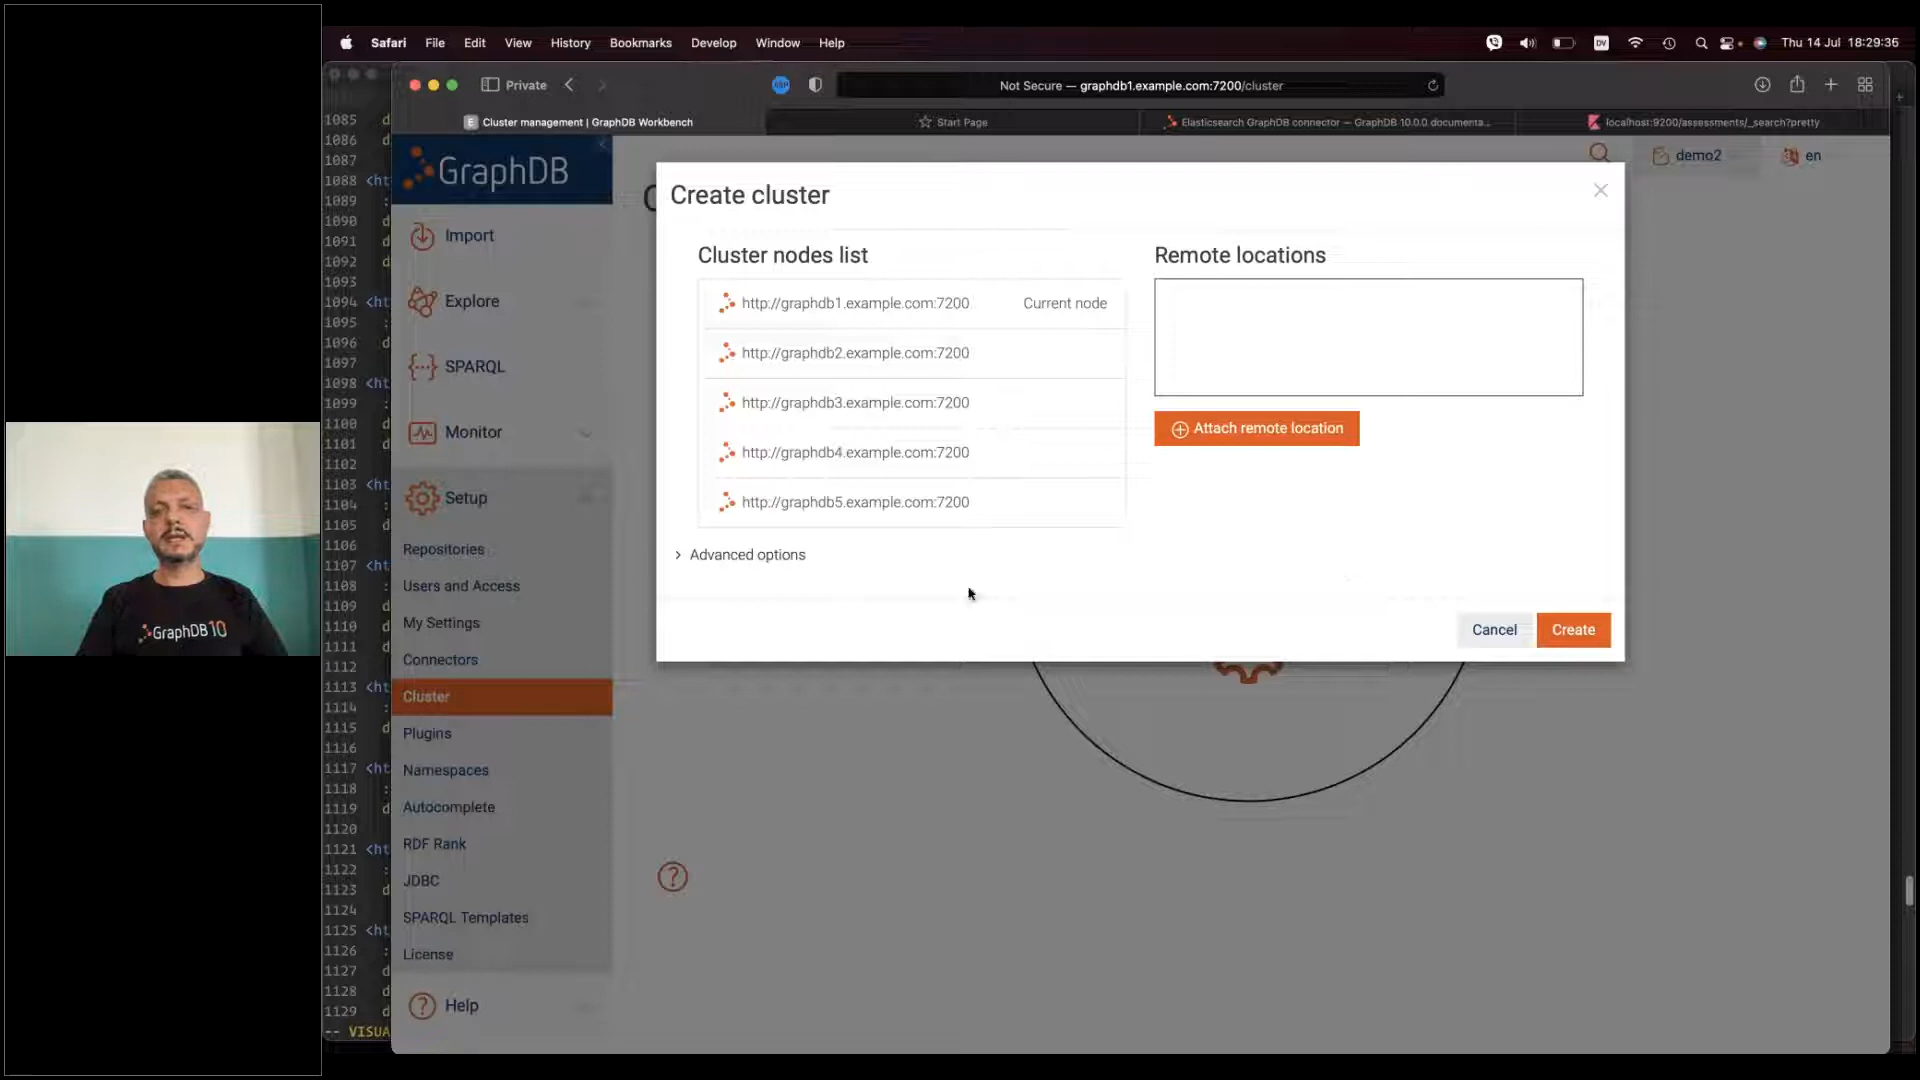 Safari File Edit View History Bookmarks Develop Window Help
DV
Thu 14 Jul 18:29:35
Private
Not Secure — graphdb1.example.com:7200/cluster
Cluster management | GraphDB Workbench
Start Page
Elasticsearch GraphDB connector — GraphDB 10.0.0 documenta...
localhost:9200/assessments/_search?pretty
GraphDB
demo2
en
Import
Explore
SPARQL
Monitor
Setup
Repositories
Users and Access
My Settings
Connectors
Cluster
Plugins
Namespaces
Autocomplete
RDF Rank
JDBC
SPARQL Templates
License
Help
Create cluster
Cluster nodes list
http://graphdb1.example.com:7200 Current node
http://graphdb2.example.com:7200
http://graphdb3.example.com:7200
http://graphdb4.example.com:7200
http://graphdb5.example.com:7200
Advanced options
Remote locations
Attach remote location
Cancel
Create
1085 d
1086 d
1087
1088 <ht
1089 :
1090 d
1091 d
1092 d
1093
1094 <ht
1095 :
1096 d
1097
1098 <ht
1099 :
1100 d
1101 d
1102
1103 <ht
1104 :
1105 d
1106
1107 <ht
1108 :
1109 d
1110 d
1111 d
1112
1113 <ht
1114 :
1115 d
1116
1117 <ht
1118 :
1119 d
1120
1121 <ht
1122 :
1123 d
1124
1125 <ht
1126 :
1127 d
1128 d
1129 d
-- VISUA
GraphDB10